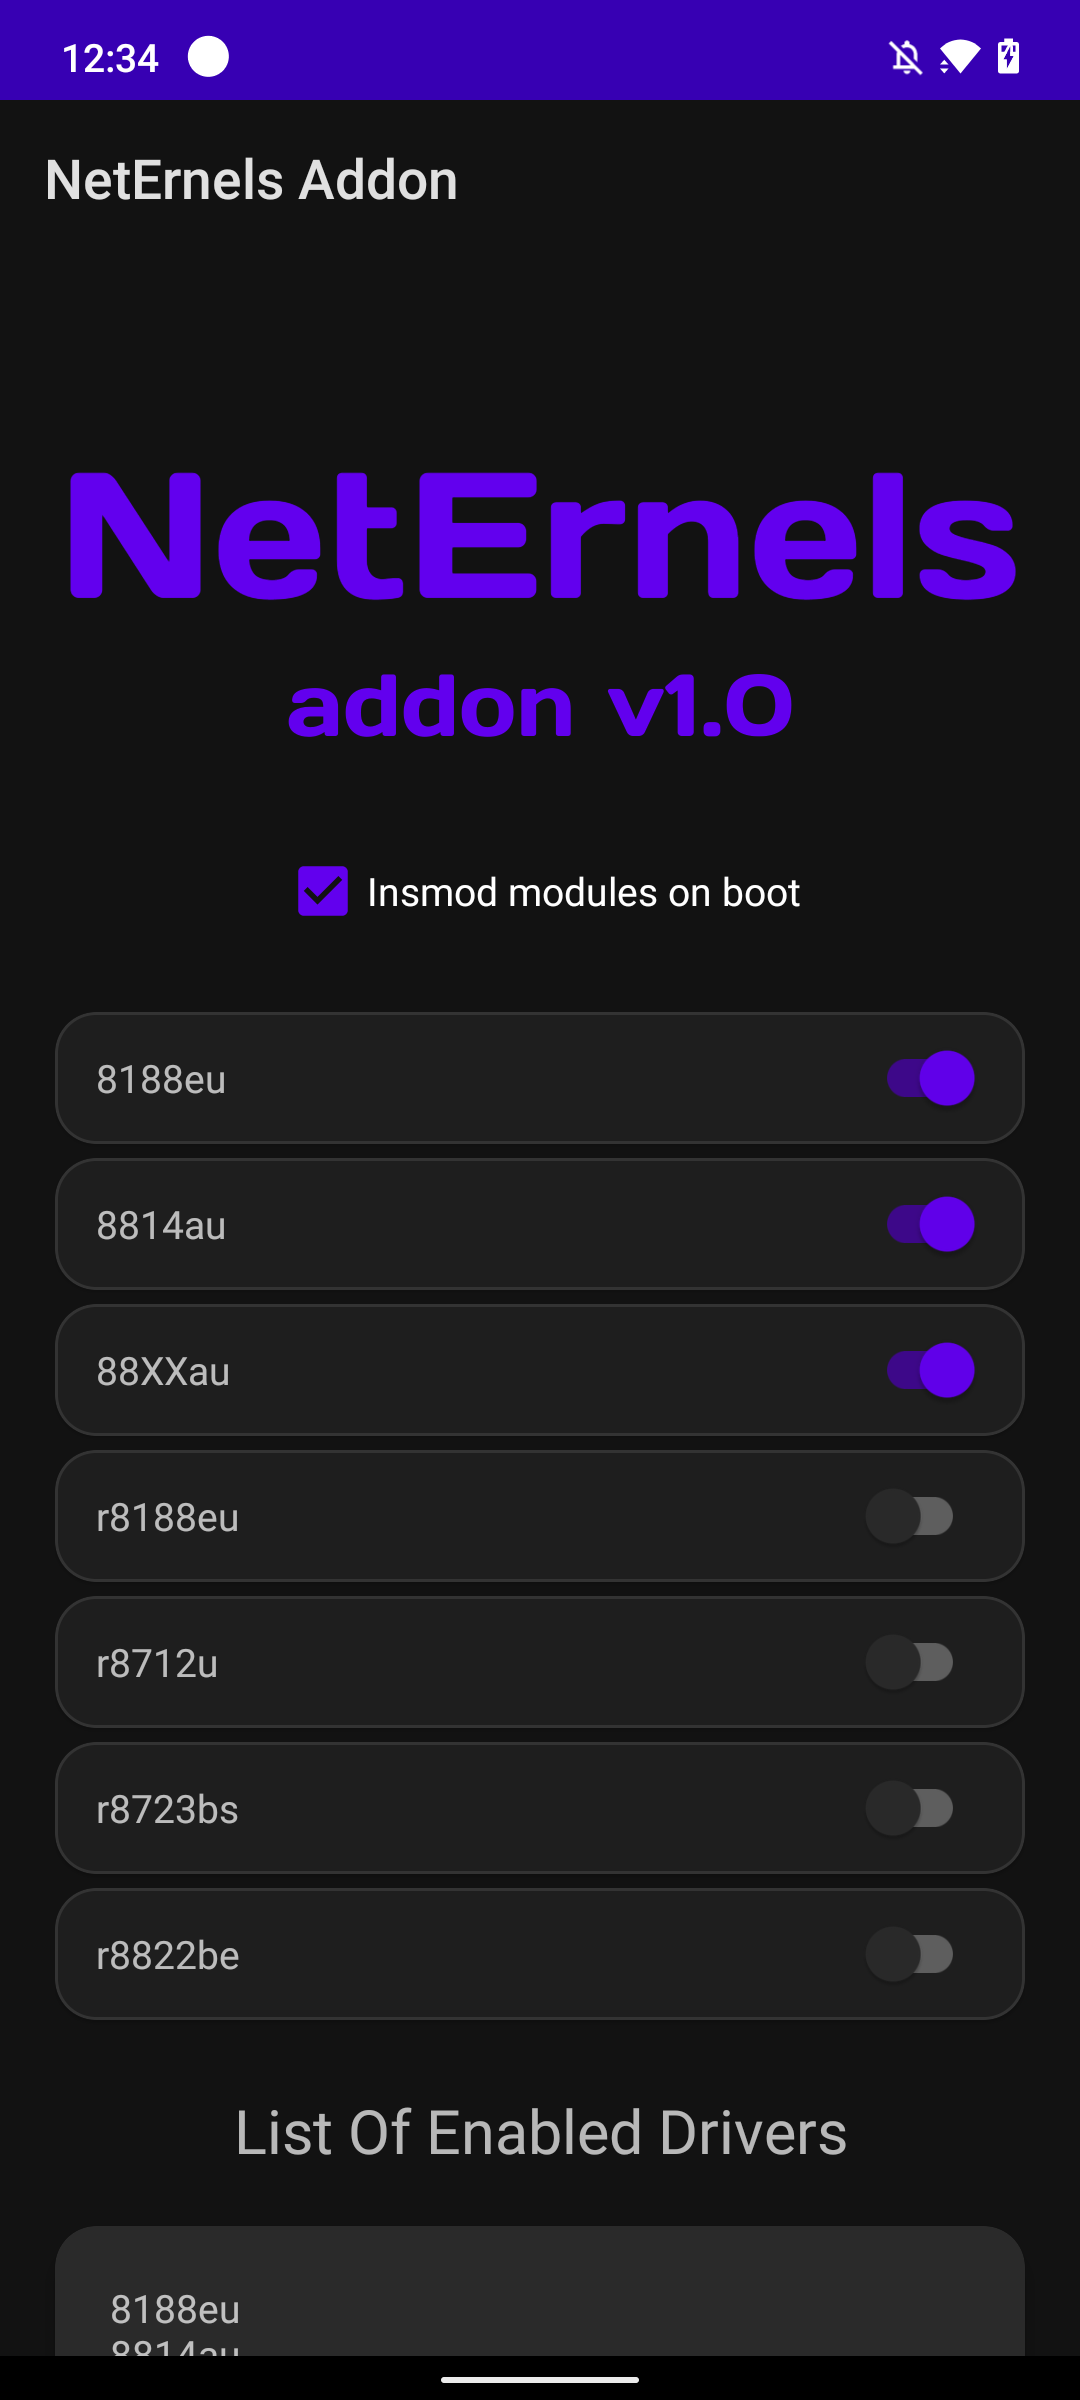 12:34
NetErnels Addon
NetErnels
addon v1.0
Insmod modules on boot
8188eu
8814au
88XXau
r8188eu
r8712u
r8723bs
r8822be
List Of Enabled Drivers
8188eu
8814au